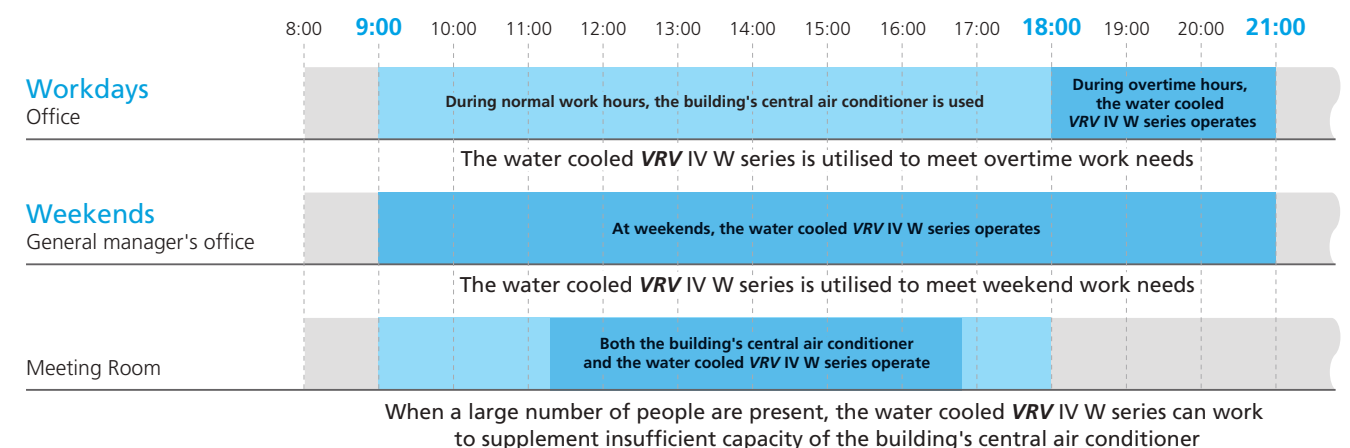 8:00 9:00 10:00 11:00 12:00 13:00 14:00 15:00 16:00 17:00 18:00 19:00 20:00 21:00
Workdays
Office
During normal work hours, the building's central air conditioner is used
During overtime hours,
the water cooled
VRV IV W series operates
The water cooled VRV IV W series is utilised to meet overtime work needs
Weekends
General manager's office
At weekends, the water cooled VRV IV W series operates
The water cooled VRV IV W series is utilised to meet weekend work needs
Meeting Room
Both the building's central air conditioner
and the water cooled VRV IV W series operate
When a large number of people are present, the water cooled VRV IV W series can work
to supplement insufficient capacity of the building's central air conditioner